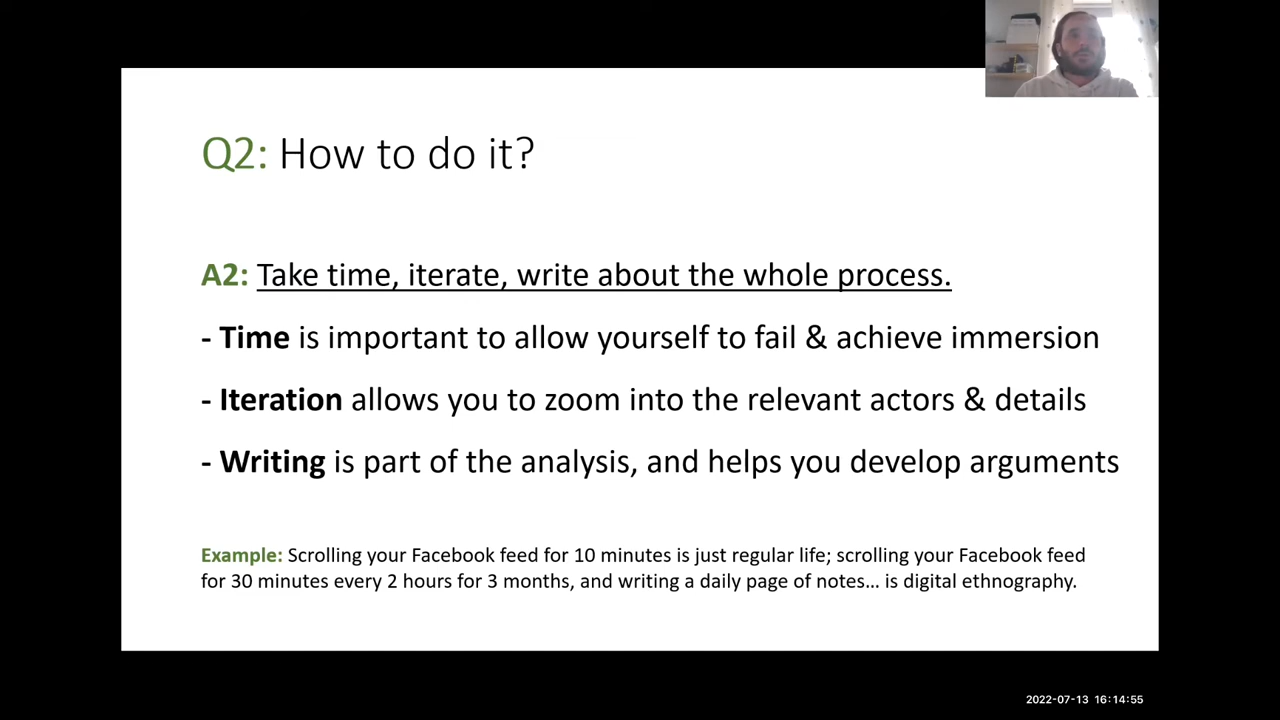 Q2: How to do it?
A2: Take time, iterate, write about the whole process.
- Time is important to allow yourself to fail & achieve immersion
- Iteration allows you to zoom into the relevant actors & details
- Writing is part of the analysis, and helps you develop arguments
Example: Scrolling your Facebook feed for 10 minutes is just regular life; scrolling your Facebook feed
for 30 minutes every 2 hours for 3 months, and writing a daily page of notes… is digital ethnography.
2022-07-13 16:14:55